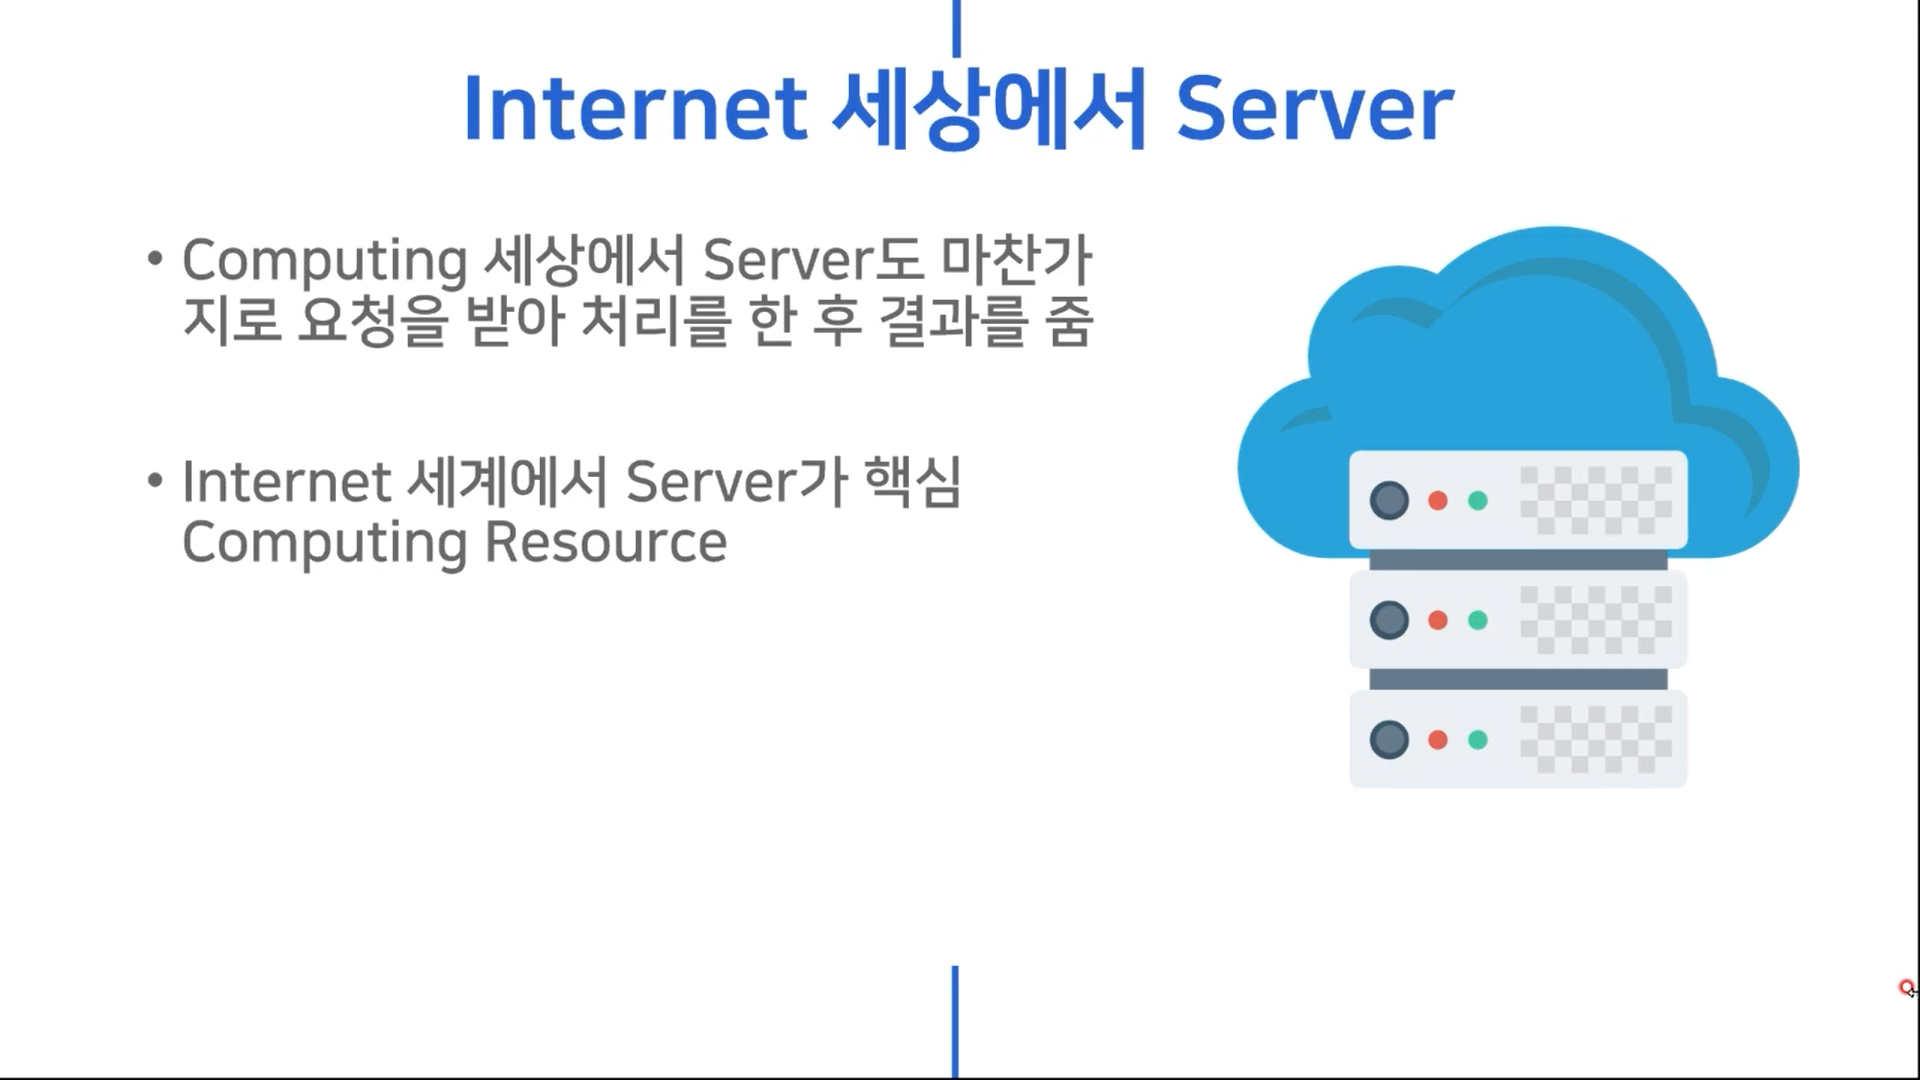 Internet 세상에서 Server
• Computing 세상에서 Server도 마찬가
지로 요청을 받아 처리를 한 후 결과를 줌
• Internet 세계에서 Server가 핵심
Computing Resource